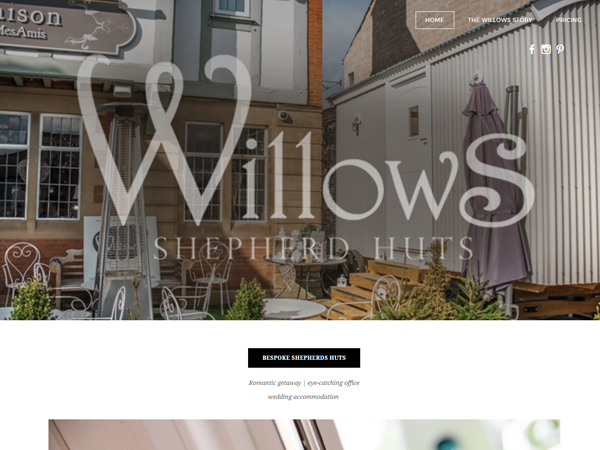 HOME THE WILLOWS STORY PRICING
aison
MesAmis
Willows
SHEPHERD HUTS
BESPOKE SHEPHERDS HUTS
Romantic getaway | eye-catching office
wedding accommodation